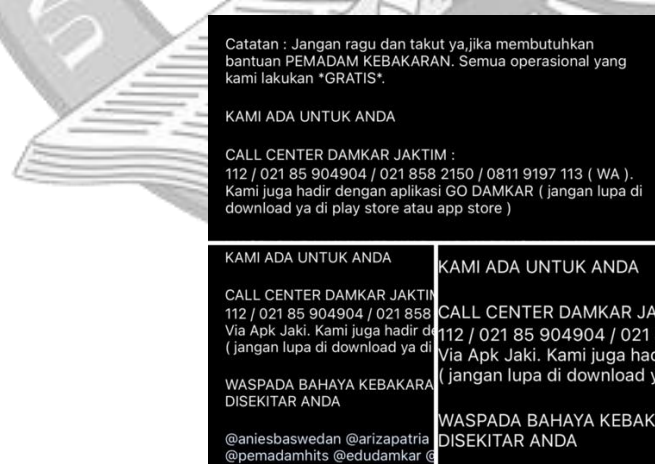 Catatan : Jangan ragu dan takut ya,jika membutuhkan
bantuan PEMADAM KEBAKARAN. Semua operasional yang
kami lakukan *GRATIS*.
KAMI ADA UNTUK ANDA
CALL CENTER DAMKAR JAKTIM :
112 / 021 85 904904 / 021 858 2150 / 0811 9197 113 ( WA ).
Kami juga hadir dengan aplikasi GO DAMKAR ( jangan lupa di
download ya di play store atau app store )
KAMI ADA UNTUK ANDA
CALL CENTER DAMKAR JAKTIM
112 / 021 85 904904 / 021 858
Via Apk Jaki. Kami juga hadir de
( jangan lupa di download ya di
WASPADA BAHAYA KEBAKARA
DISEKITAR ANDA
@aniesbaswedan @arizapatria
@pemadamhits @edudamkar @
KAMI ADA UNTUK ANDA
CALL CENTER DAMKAR JA
112 / 021 85 904904 / 021
Via Apk Jaki. Kami juga had
( jangan lupa di download y
WASPADA BAHAYA KEBAK
DISEKITAR ANDA